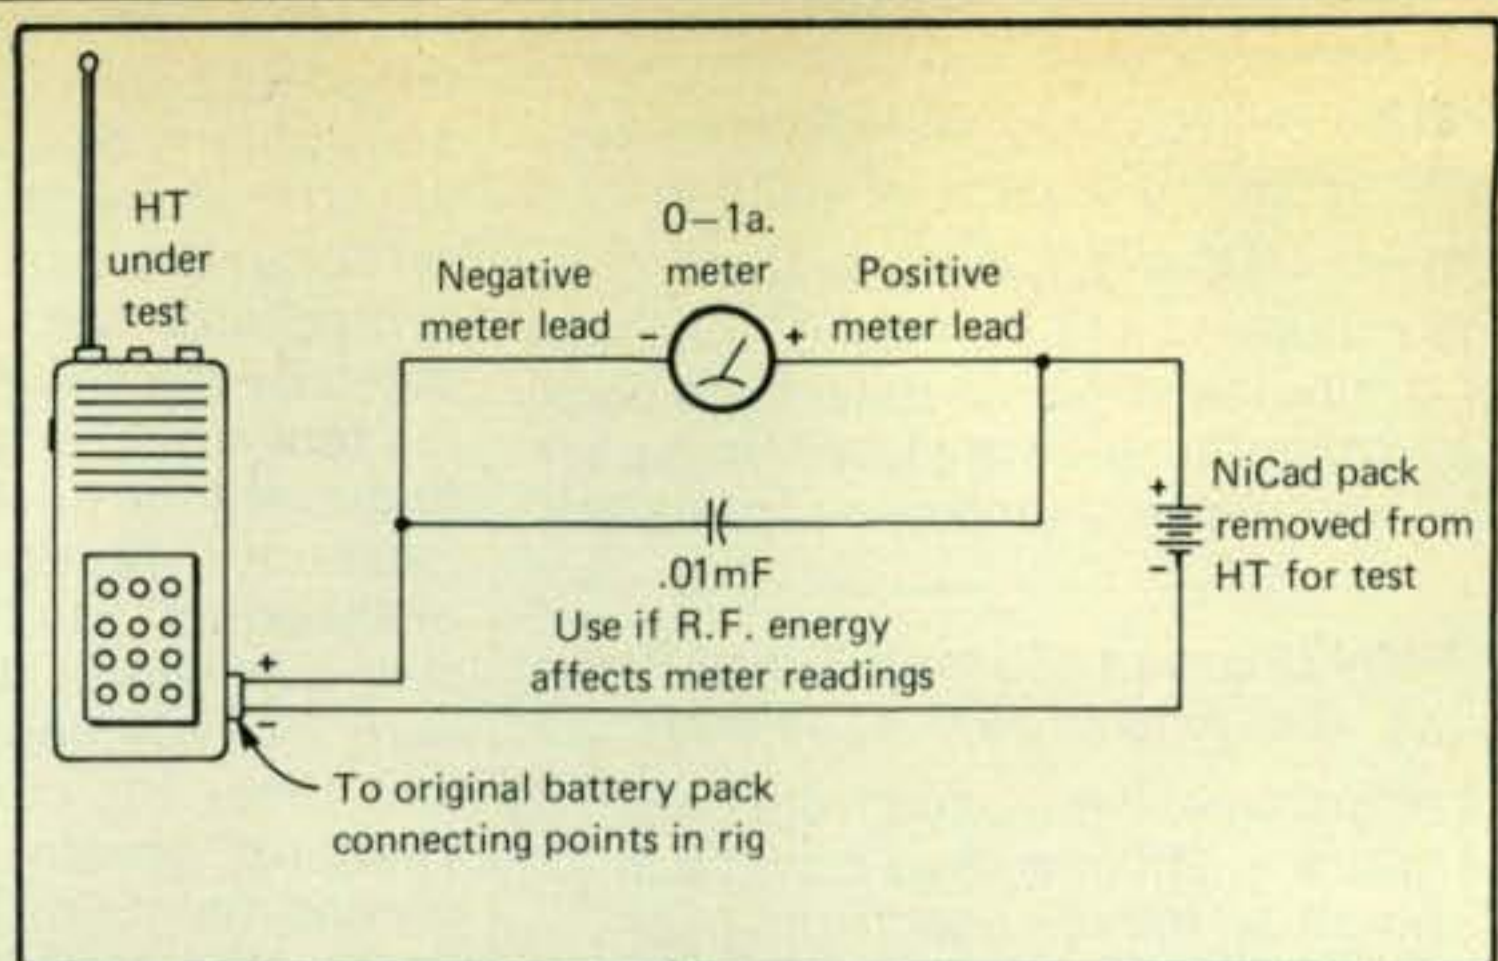 HT
under
test
0–1a.
meter
Negative
meter lead
–
+
Positive
meter lead
+
NiCad pack
removed from
HT for test
–
.01mF
Use if R.F. energy
affects meter readings
+
–
To original battery pack
connecting points in rig